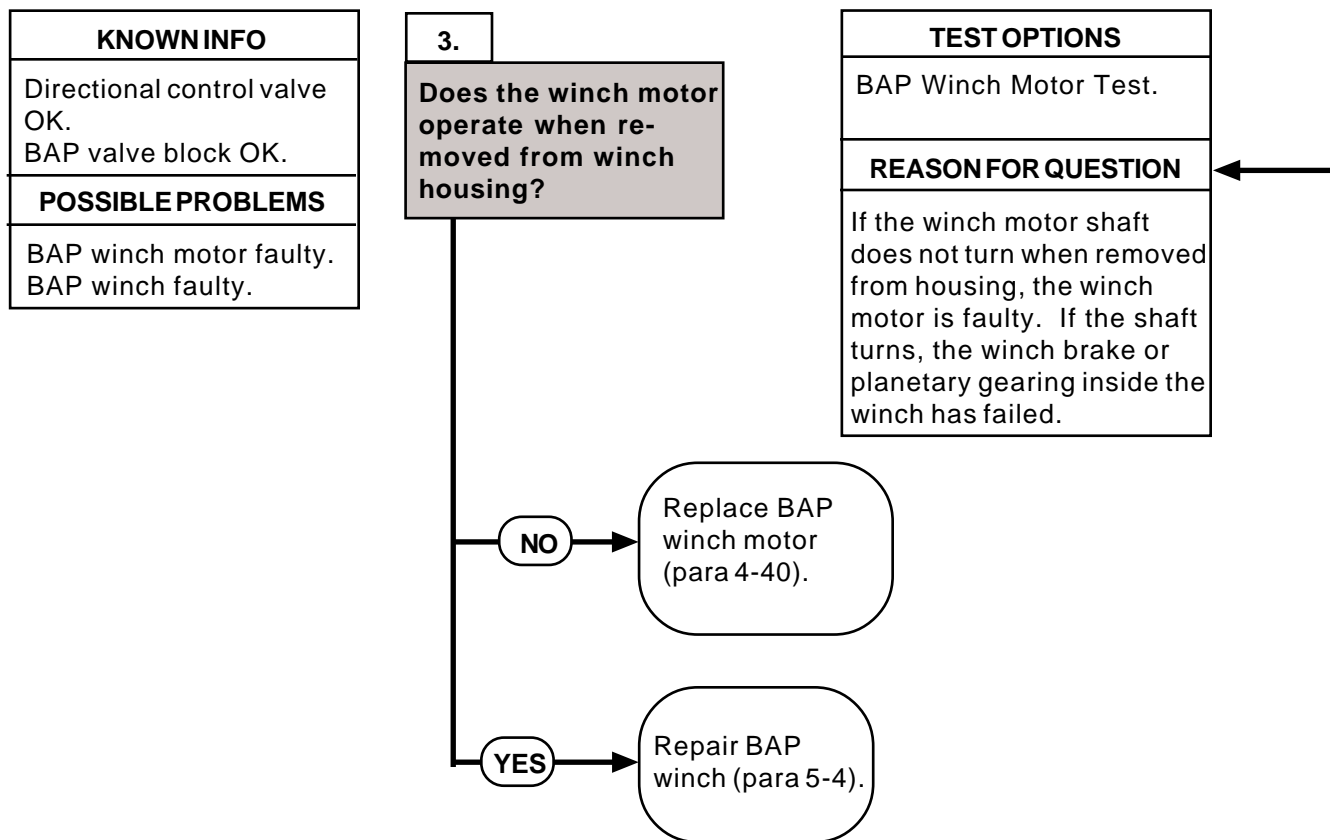 KNOWN INFO
Directional control valve
OK.
BAP valve block OK.
POSSIBLE PROBLEMS
BAP winch motor faulty.
BAP winch faulty.
3.
Does the winch motor
operate when re-
moved from winch
housing?
TEST OPTIONS
BAP Winch Motor Test.
REASON FOR QUESTION
If the winch motor shaft
does not turn when removed
from housing, the winch
motor is faulty. If the shaft
turns, the winch brake or
planetary gearing inside the
winch has failed.
NO
Replace BAP
winch motor
(para 4-40).
YES
Repair BAP
winch (para 5-4).